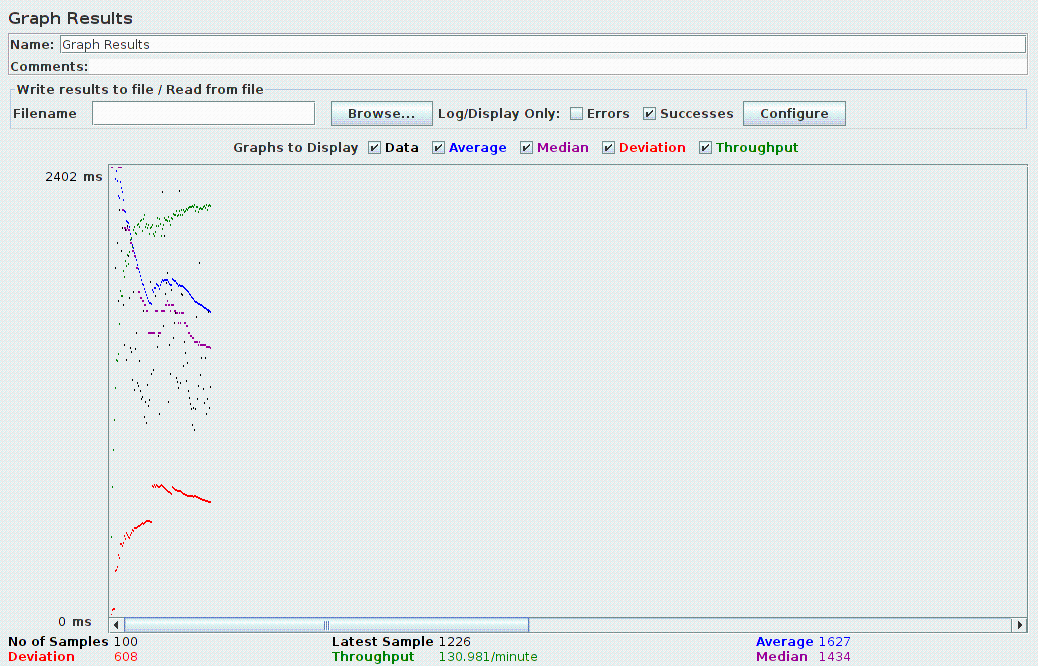 Graph Results
Name: Graph Results
Comments:
Write results to file / Read from file
Filename Browse... Log/Display Only: Errors Successes Configure
Graphs to Display Data Average Median Deviation Throughput
2402 ms
0 ms
No of Samples 100 Latest Sample 1226 Average 1627
Deviation 608 Throughput 130.981/minute Median 1434